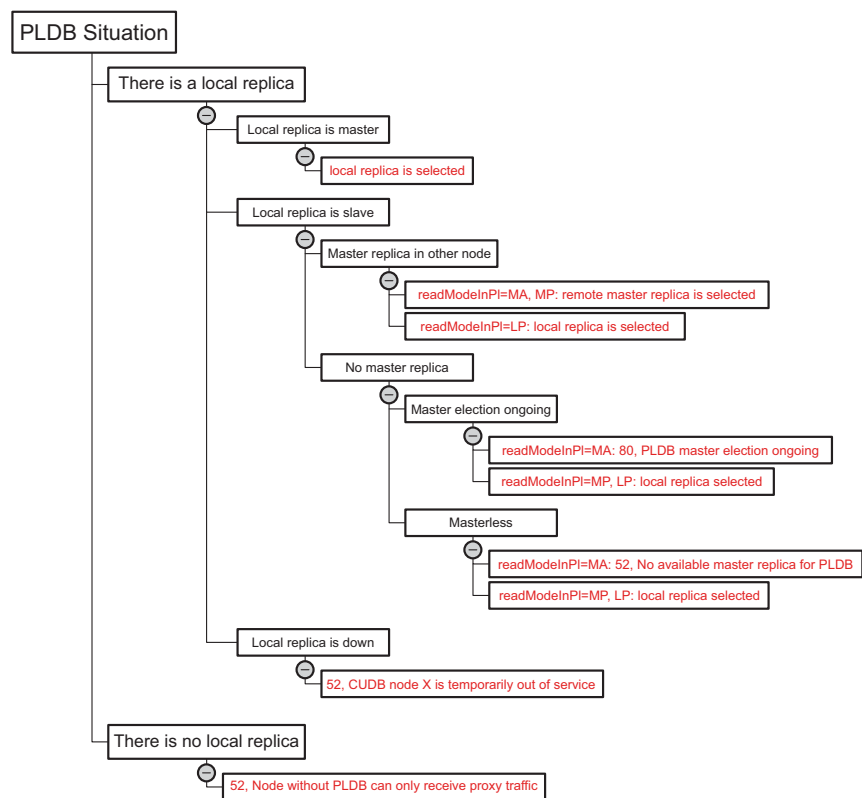 PLDB Situation
There is a local replica
Local replica is master
local replica is selected
Local replica is slave
Master replica in other node
readModeInPl=MA, MP: remote master replica is selected
readModeInPl=LP: local replica is selected
No master replica
Master election ongoing
readModeInPl=MA: 80, PLDB master election ongoing
readModeInPl=MP, LP: local replica selected
Masterless
readModeInPl=MA: 52, No available master replica for PLDB
readModeInPl=MP, LP: local replica selected
Local replica is down
52, CUDB node X is temporarily out of service
There is no local replica
52, Node without PLDB can only receive proxy traffic